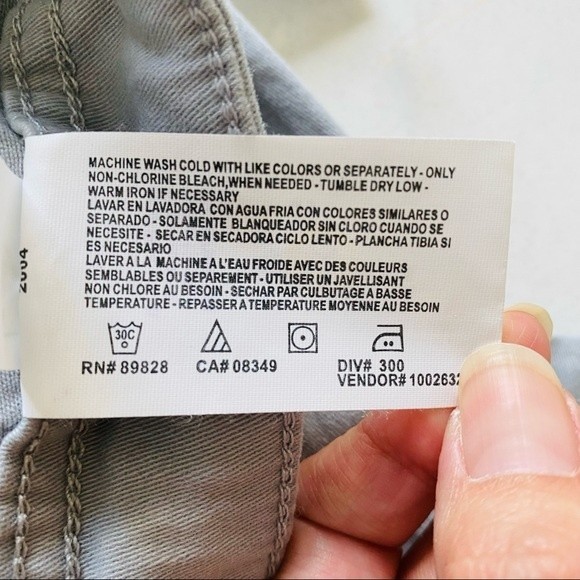 MACHINE WASH COLD WITH LIKE COLORS OR SEPARATELY - ONLY
NON-CHLORINE BLEACH,WHEN NEEDED - TUMBLE DRY LOW -
WARM IRON IF NECESSARY
LAVAR EN LAVADORA CON AGUA FRIA CON COLORES SIMILARES O
SEPARADO - SOLAMENTE BLANQUEADOR SIN CLORO CUANDO SE
NECESITE - SECAR EN SECADORA CICLO LENTO - PLANCHA TIBIA SI
ES NECESARIO
LAVER A LA MACHINE A L'EAU FROIDE AVEC DES COULEURS
SEMBLABLES OU SEPAREMENT - UTILISER UN JAVELLISANT
NON CHLORE AU BESOIN - SECHAR PAR CULBUTAGE A BASSE
TEMPERATURE - REPASSER A TEMPERATURE MOYENNE AU BESOIN
30C
RN# 89828 CA# 08349 DIV# 300
VENDOR# 1002632